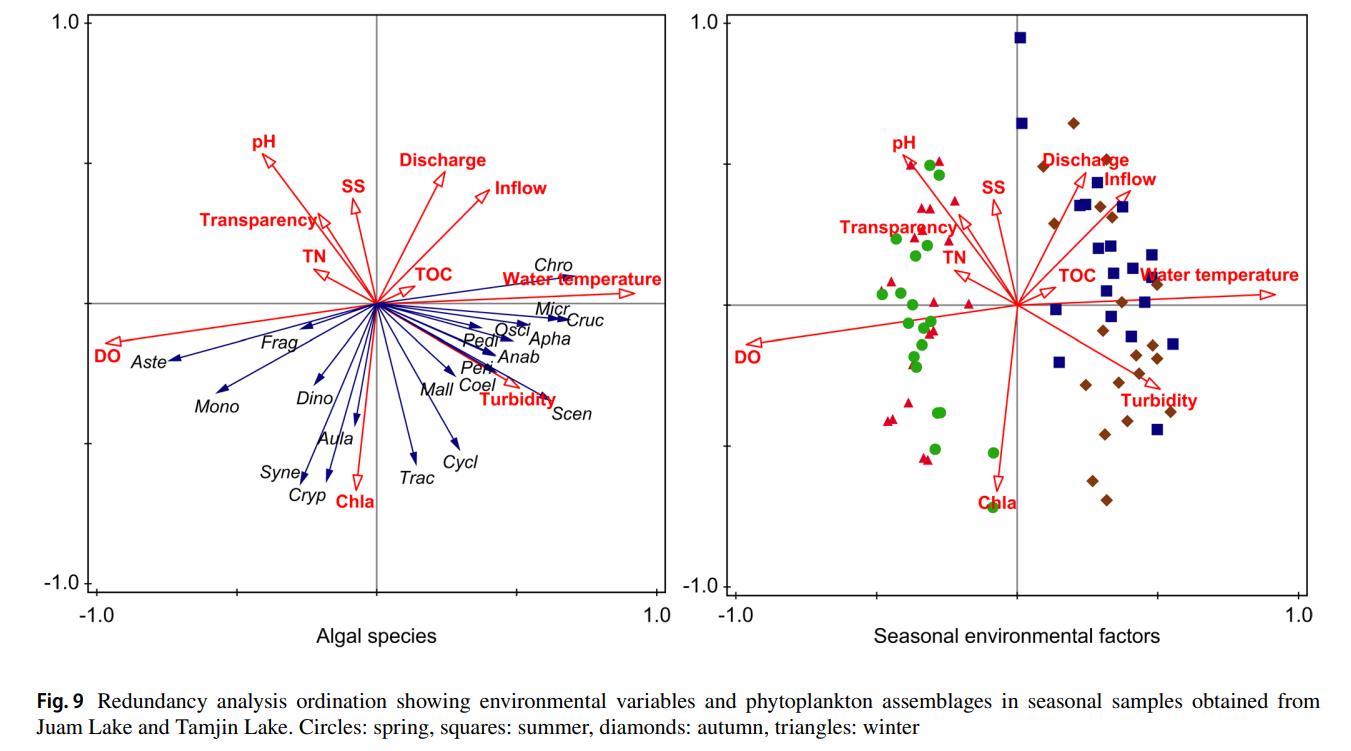 1.0
pH
Discharge
SS
Inflow
Transparency
TN
TOC
Chro
Water temperature
Micr
Cruc
Osci
Pedi
Apha
Frag
DO
Aste
Anab
Peri
Mall
Coel
Turbidity
Dino
Mono
Scen
Aula
Cycl
Syne
Trac
Cryp
Chla
-1.0
-1.0
1.0
Algal species
1.0
pH
Discharge
SS
Inflow
Transparency
TN
TOC
Water temperature
DO
Turbidity
Chla
-1.0
-1.0
1.0
Seasonal environmental factors
Fig. 9 Redundancy analysis ordination showing environmental variables and phytoplankton assemblages in seasonal samples obtained from
Juam Lake and Tamjin Lake. Circles: spring, squares: summer, diamonds: autumn, triangles: winter